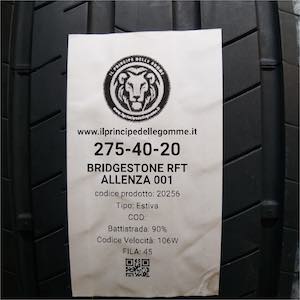 IL PRINCIPE DELLE GOMME
www.ilprincipedellegomme.it
275-40-20
BRIDGESTONE RFT
ALLENZA 001
codice prodotto: 20256
Tipo: Estiva
COD:
Battistrada: 90%
Codice Velocità: 106W
FILA: 45